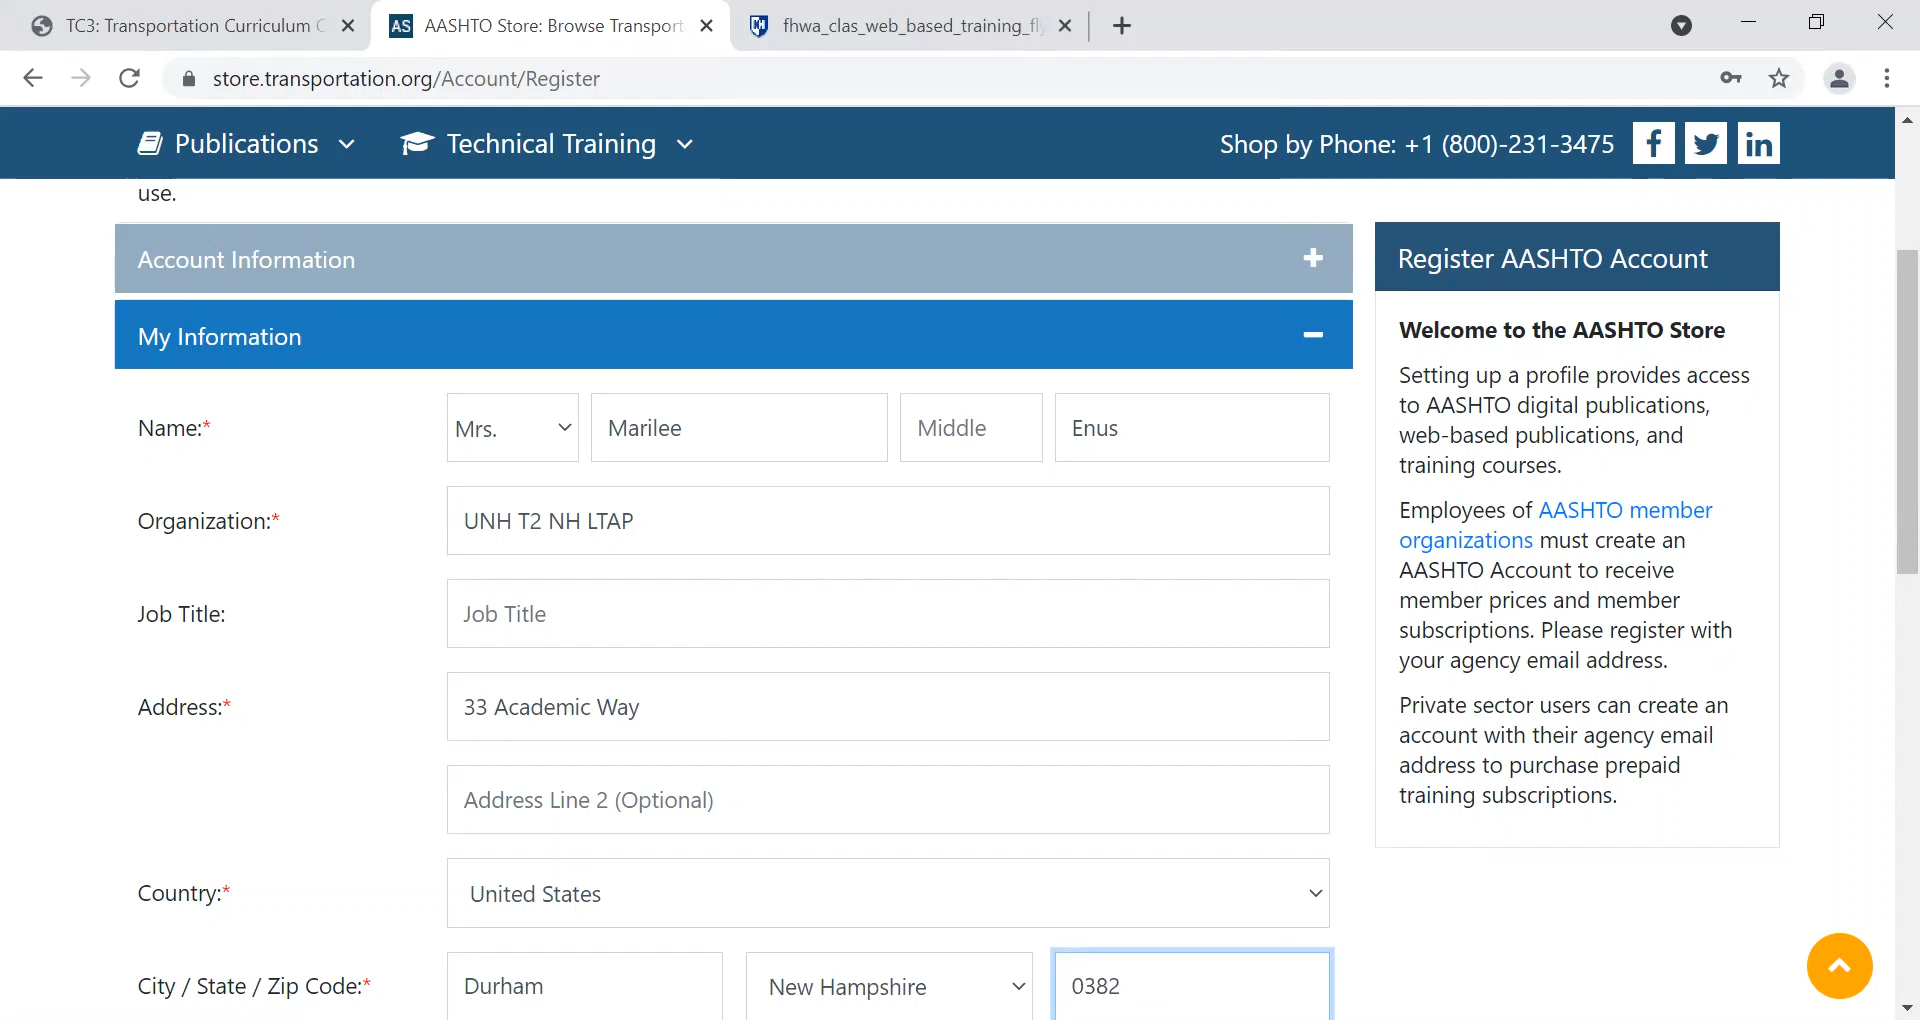 TC3: Transportation Curriculum C
AS AASHTO Store: Browse Transport
fhwa_clas_web_based_training_fly
store.transportation.org/Account/Register
Publications
Technical Training
Shop by Phone: +1 (800)-231-3475
use.
Account Information
My Information
Name:* Mrs. Marilee Middle Enus
Organization:* UNH T2 NH LTAP
Job Title: Job Title
Address:* 33 Academic Way
Address Line 2 (Optional)
Country:* United States
City / State / Zip Code:* Durham New Hampshire 0382
Register AASHTO Account
Welcome to the AASHTO Store
Setting up a profile provides access
to AASHTO digital publications,
web-based publications, and
training courses.
Employees of AASHTO member
organizations must create an
AASHTO Account to receive
member prices and member
subscriptions. Please register with
your agency email address.
Private sector users can create an
account with their agency email
address to purchase prepaid
training subscriptions.